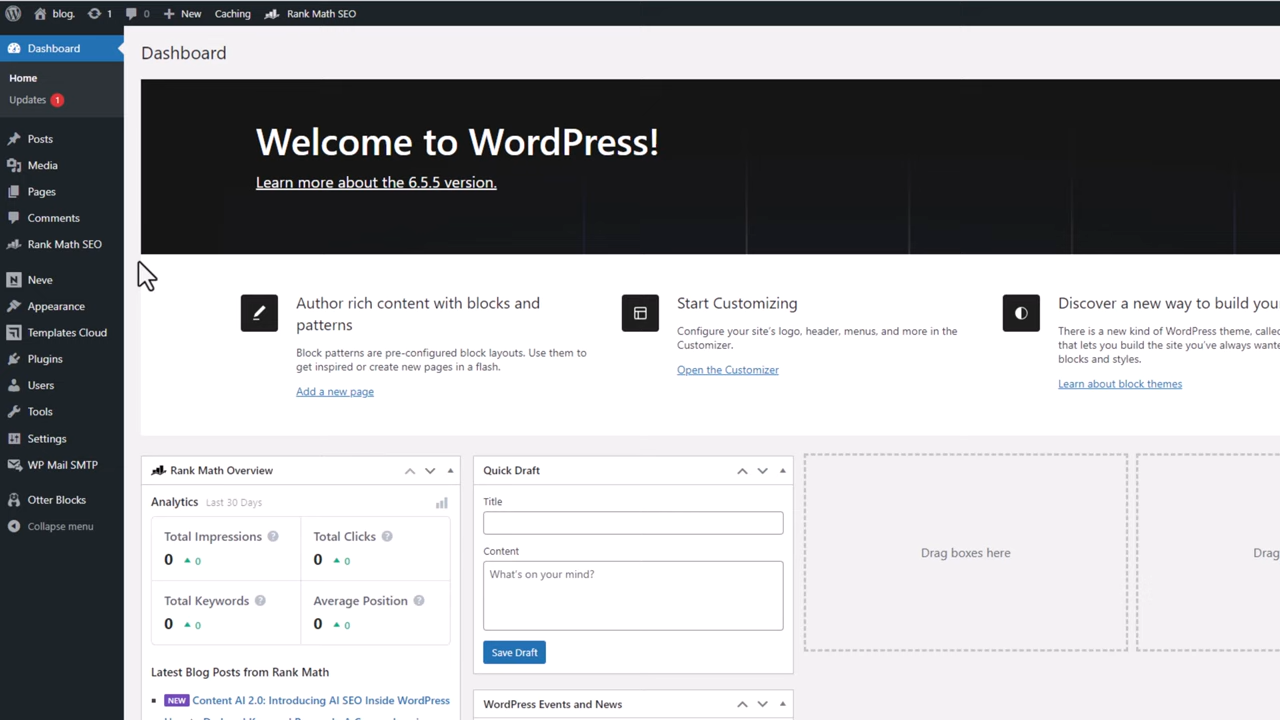 blog. 1 0 New Caching Rank Math SEO
Dashboard
Home
Updates 1
Posts
Media
Pages
Comments
Rank Math SEO
Neve
Appearance
Templates Cloud
Plugins
Users
Tools
Settings
WP Mail SMTP
Otter Blocks
Collapse menu
Dashboard
Welcome to WordPress!
Learn more about the 6.5.5 version.
Author rich content with blocks and
patterns
Block patterns are pre-configured block layouts. Use them to
get inspired or create new pages in a flash.
Add a new page
Start Customizing
Configure your site's logo, header, menus, and more in the
Customizer.
Open the Customizer
Discover a new way to build your
There is a new kind of WordPress theme, called
that lets you build the site you've always wanted
blocks and styles.
Learn about block themes
Rank Math Overview
Analytics Last 30 Days
Total Impressions ?
0 0
Total Clicks ?
0 0
Total Keywords ?
0 0
Average Position ?
0 0
Latest Blog Posts from Rank Math
NEW Content AI 2.0: Introducing AI SEO Inside WordPress
Quick Draft
Title
Content
What's on your mind?
Save Draft
WordPress Events and News
Drag boxes here
Drag